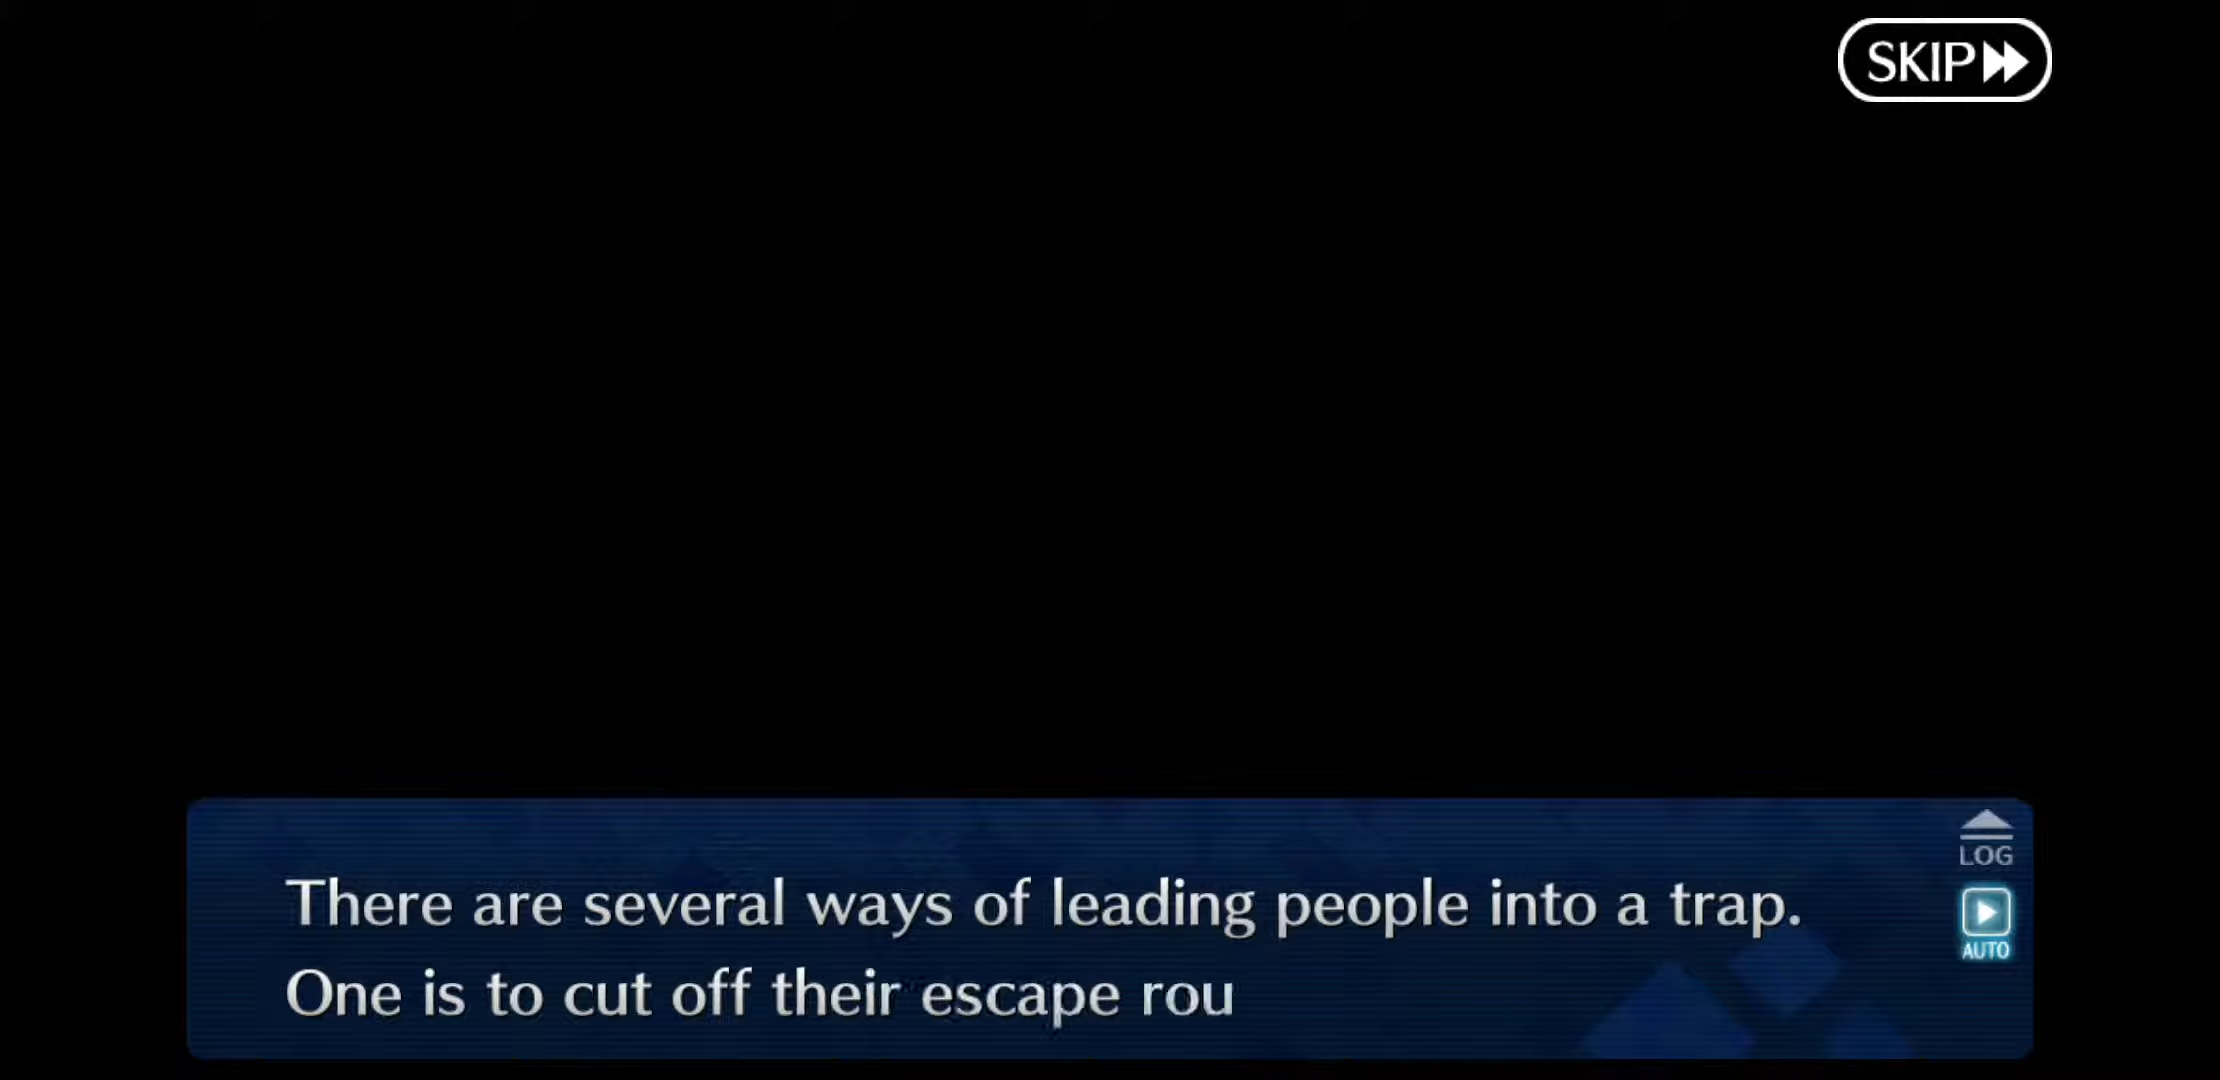 SKIP
LOG
There are several ways of leading people into a trap.
AUTO
One is to cut off their escape rou